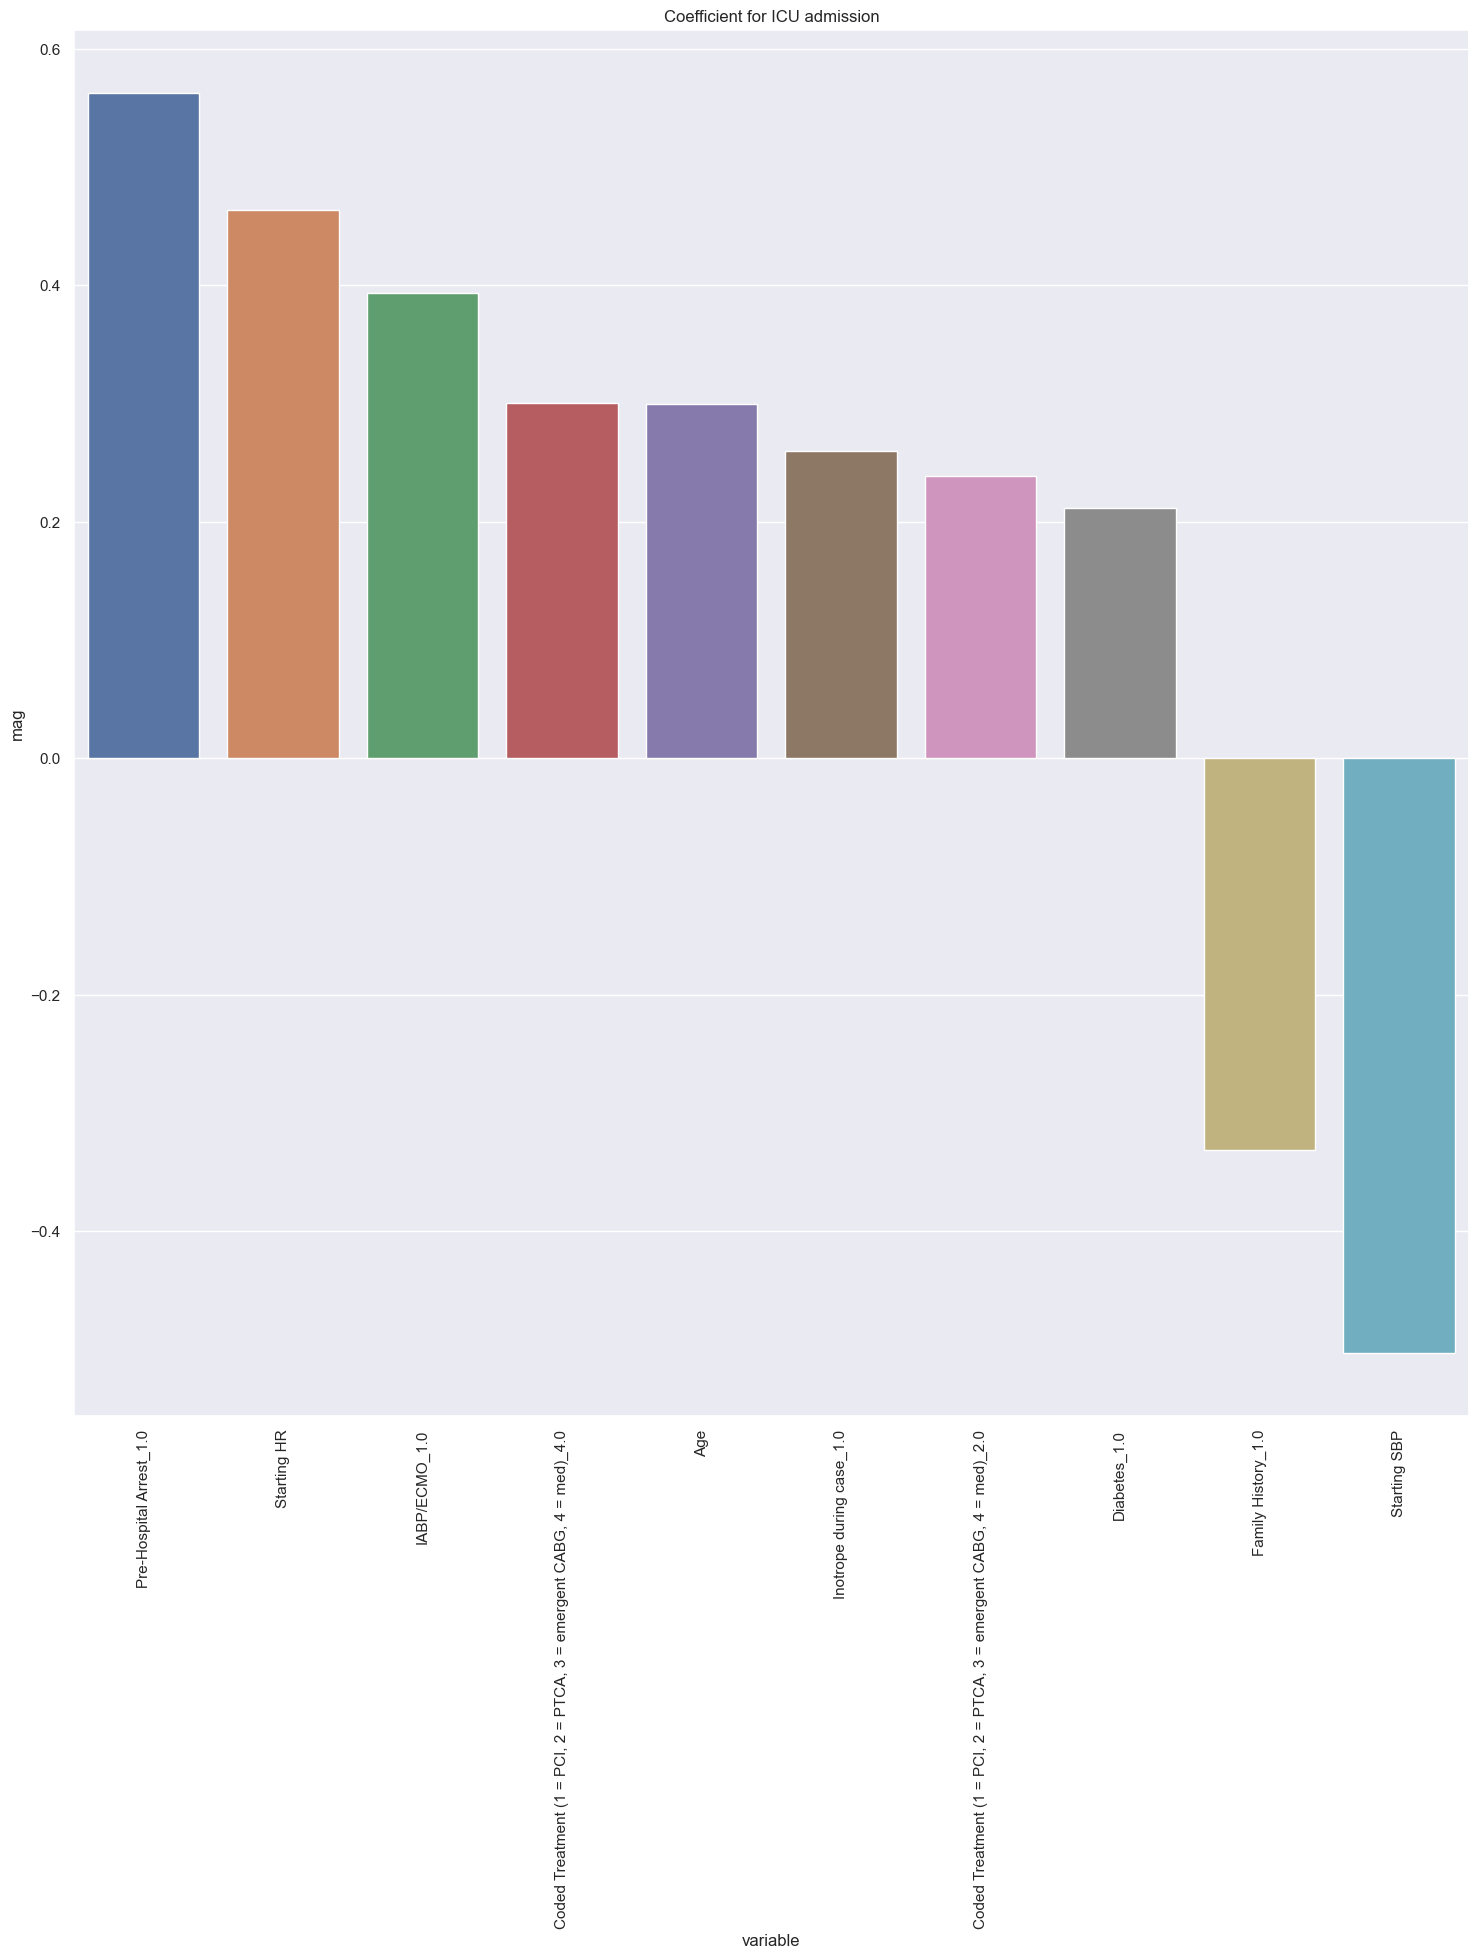 Coefficient for ICU admission
mag
0.6
0.4
0.2
0.0
−0.2
−0.4
Pre-Hospital Arrest_1.0
Starting HR
IABP/ECMO_1.0
Coded Treatment (1 = PCI, 2 = PTCA, 3 = emergent CABG, 4 = med)_4.0
Age
Inotrope during case_1.0
Coded Treatment (1 = PCI, 2 = PTCA, 3 = emergent CABG, 4 = med)_2.0
Diabetes_1.0
Family History_1.0
Starting SBP
variable